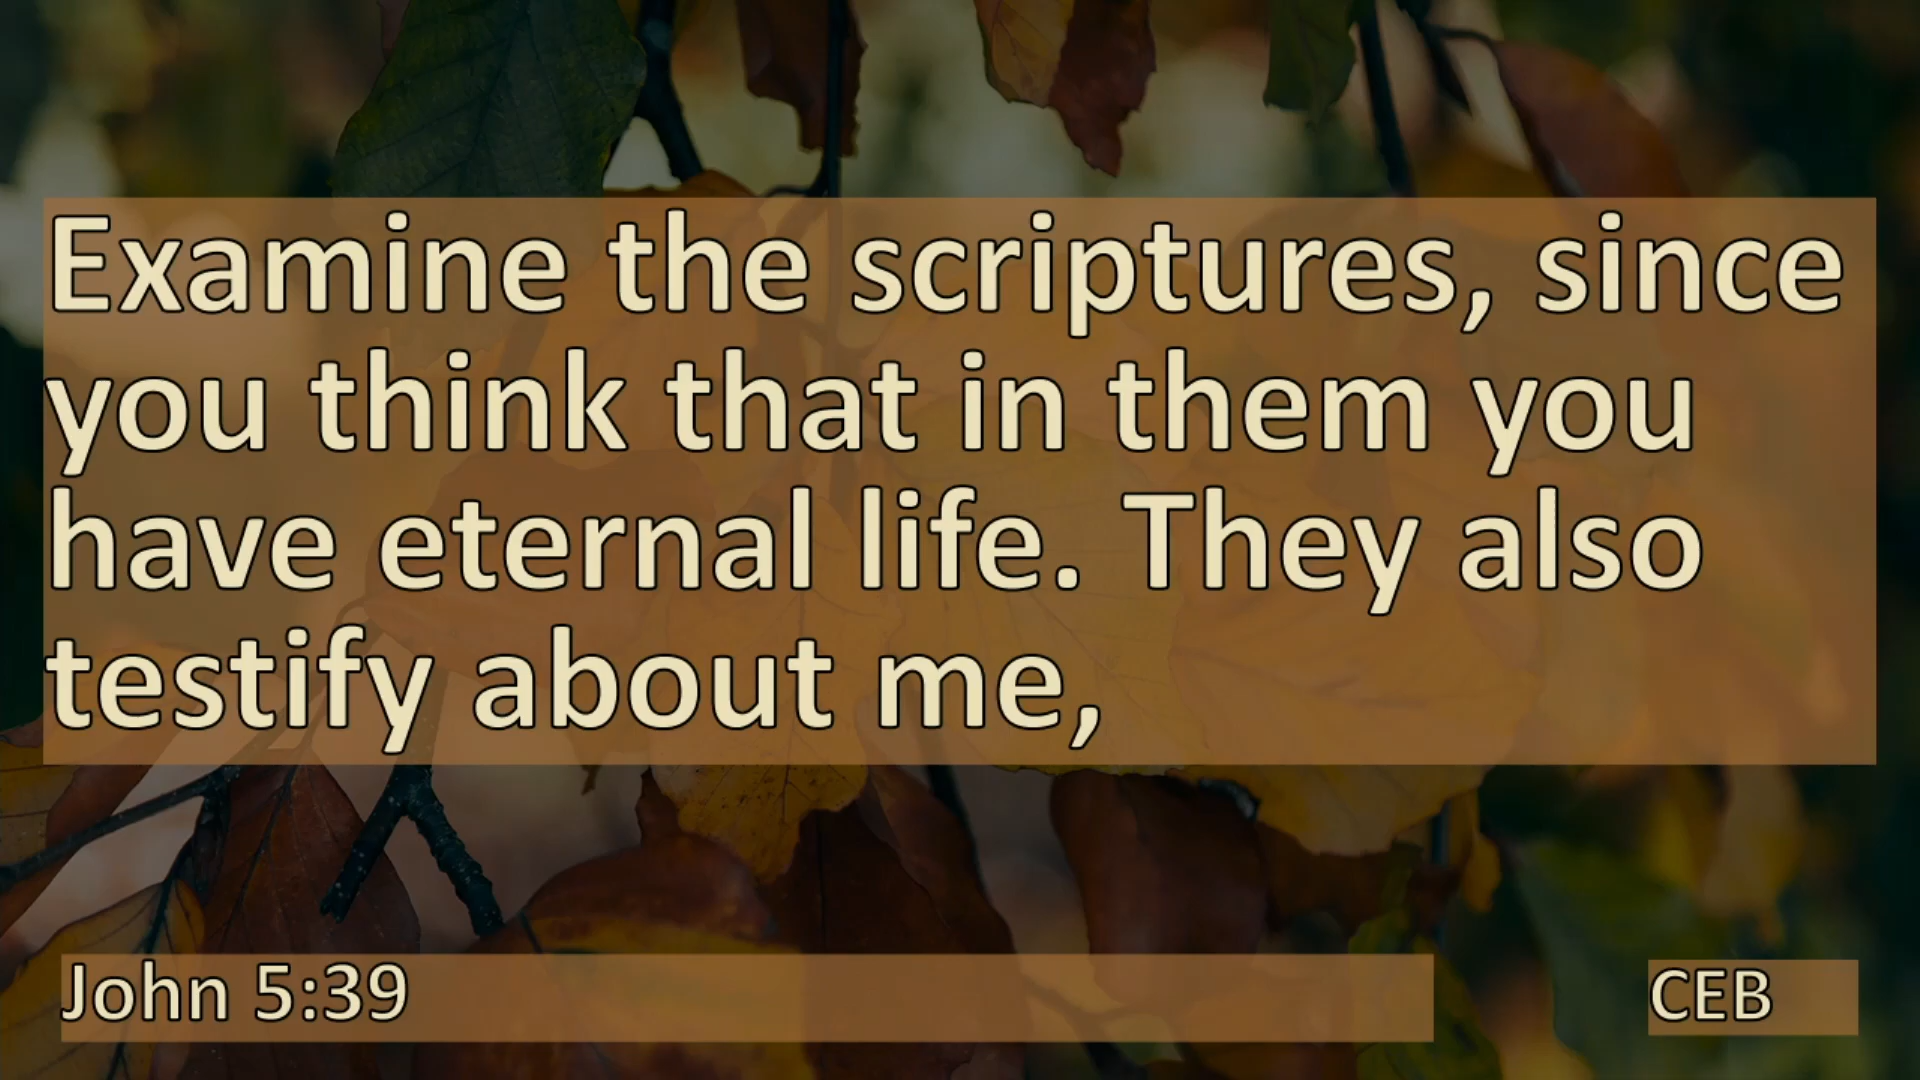 Examine the scriptures, since
you think that in them you
have eternal life. They also
testify about me,
John 5:39
CEB